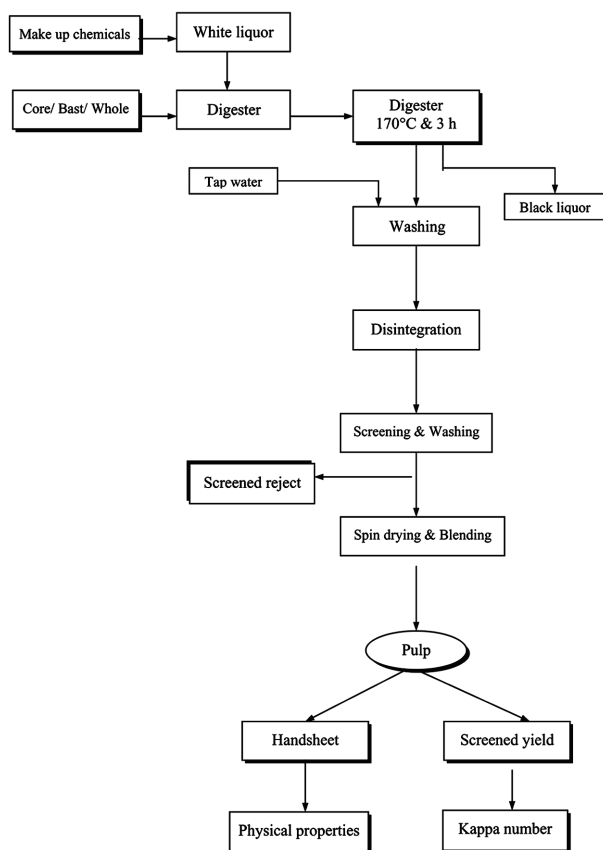 Make up chemicals
White liquor
Core/ Bast/ Whole
Digester
Digester
170°C & 3 h
Tap water
Black liquor
Washing
Disintegration
Screening & Washing
Screened reject
Spin drying & Blending
Pulp
Handsheet
Screened yield
Physical properties
Kappa number